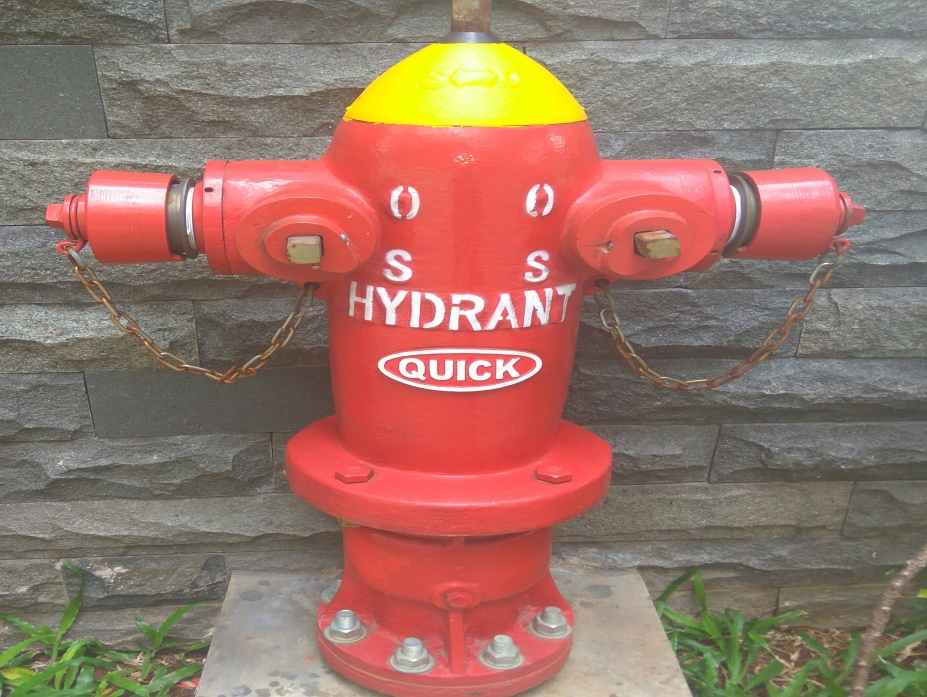 O O
S S
HYDRANT
QUICK